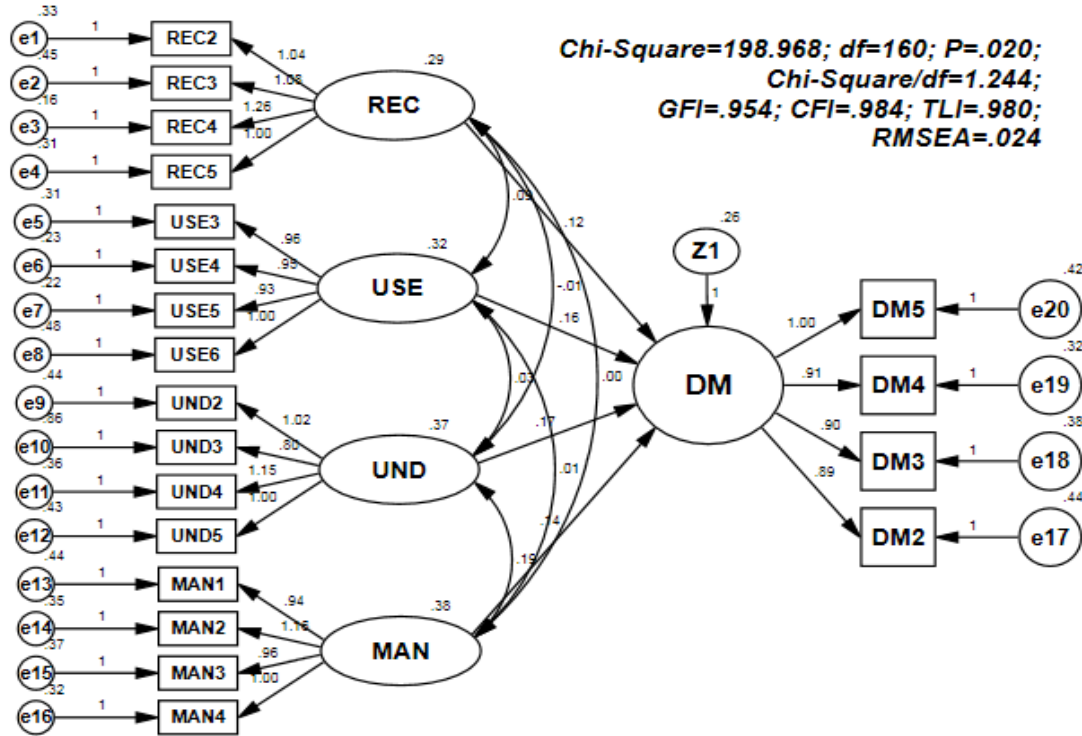 Chi-Square=198.968; df=160; P=.020;
Chi-Square/df=1.244;
GFI=.954; CFI=.984; TLI=.980;
RMSEA=.024
.33
e1 1 REC2
.45
e2 1 REC3
.16
e3 1 REC4
.31
e4 1 REC5
1.04
1.08
1.26
1.00
.29
REC
.31
e5 1 USE3
.23
e6 1 USE4
.22
e7 1 USE5
.48
e8 1 USE6
.96
.95
.93
1.00
.32
USE
.44
e9 1 UND2
.86
e10 1 UND3
.36
e11 1 UND4
.43
e12 1 UND5
1.02
.80
1.15
1.00
.37
UND
.44
e13 1 MAN1
.35
e14 1 MAN2
.37
e15 1 MAN3
.32
e16 1 MAN4
.94
.96
1.00
.38
MAN
.09
.12
-.01
.16
.03
.00
.17
.01
.14
.19
.26
Z1
1
DM
1.00
.91
.90
.89
.42
DM5 1 e20
.32
DM4 1 e19
.38
DM3 1 e18
.44
DM2 1 e17